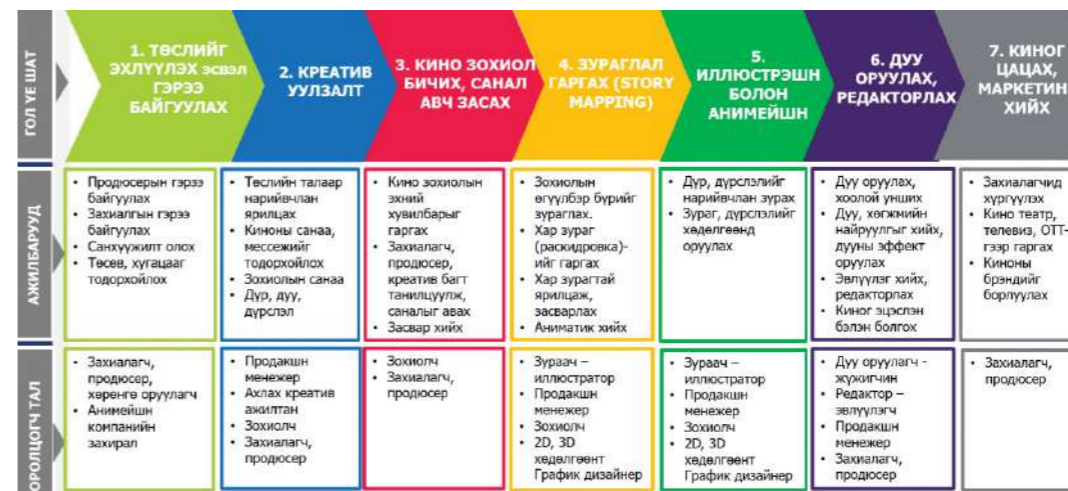 ГОЛ ҮЕ ШАТ
1. ТӨСЛИЙГ
ЭХЛҮҮЛЭХ эсвэл
ГЭРЭЭ
БАЙГУУЛАХ
2. КРЕАТИВ
УУЛЗАЛТ
3. КИНО ЗОХИОЛ
БИЧИХ, САНАЛ
АВЧ ЗАСАХ
4. ЗУРАГЛАЛ
ГАРГАХ (STORY
MAPPING)
5.
ИЛЛЮСТРЭШН
БОЛОН
АНИМЕЙШН
6. ДУУ
ОРУУЛАХ,
РЕДАКТОРЛАХ
7. КИНОГ
ЦАЦАХ,
МАРКЕТИН
ХИЙХ
АЖИЛБАРУУД
• Продюсерын гэрээ
байгуулах
• Захиалгын гэрээ
байгуулах
• Санхүүжилт олох
• Төсөв, хугацааг
тодорхойлох
• Төслийн талаар
нарийвчлан
ярилцах
• Киноны санаа,
мессежийг
тодорхойлох
• Зохиолын санаа
• Дүр, дуу,
дүрслэл
• Кино зохиолын
эхний
хувилбарыг
гаргах
• Захиалагч,
продюсер,
креатив багт
танилцуулж,
саналыг авах
• Засвар хийх
• Зохиолын
өгүүлбэр бүрийг
зураглах.
• Хар зураг
(раскидровка)-
ийг гаргах
• Хар зурагтай
ярилцаж,
засварлах
• Аниматик хийх
• Дүр, дүрслэлийг
нарийвчлан зурах
• Зураг, дүрслэлийг
хөдөлгөөнд
оруулах
• Дуу оруулах,
хоолой унших
• Дуу, хөгжмийн
найруулгыг хийх,
дууны эффект
оруулах
• Эвлүүлэг хийх,
редакторлах
• Киног эцэслэн
бэлэн болгох
• Захиалагчид
хүргүүлэх
• Кино театр,
телевиз, ОТТ-
гээр гаргах
• Киноны
брэндийг
борлуулах
ОРОЛЦОГЧ ТАЛ
• Захиалагч,
продюсер,
хөрөнгө оруулагч
• Анимейшн
компанийн
захирал
• Продакшн
менежер
• Ахлах креатив
ажилтан
• Зохиолч
• Захиалагч,
продюсер
• Зохиолч
• Захиалагч,
продюсер
• Зураач –
иллюстратор
• Продакшн
менежер
• Зохиолч
• 2D, 3D
хөдөлгөөнт
График дизайнер
• Зураач –
иллюстратор
• Продакшн
менежер
• Зохиолч
• 2D, 3D
хөдөлгөөнт
График дизайнер
• Дуу оруулагч -
жүжигчин
• Редактор –
эвлүүлэгч
• Продакшн
менежер
• Захиалагч,
продюсер
• Захиалагч,
продюсер